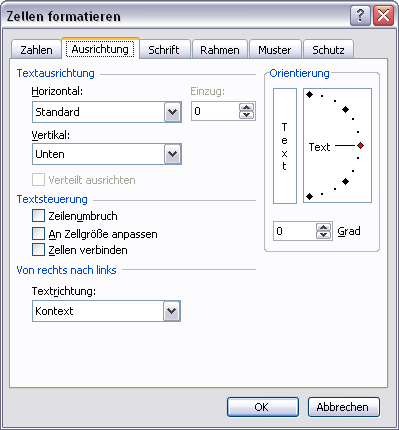 Zellen formatieren
Zahlen Ausrichtung Schrift Rahmen Muster Schutz
Textausrichtung
Horizontal:
Einzug:
Standard
0
Vertikal:
Unten
Verteilt ausrichten
Textsteuerung
Zeilenumbruch
An Zellgröße anpassen
Zellen verbinden
Von rechts nach links
Textrichtung:
Kontext
Orientierung
T
e
x
t
Text
0 Grad
OK Abbrechen